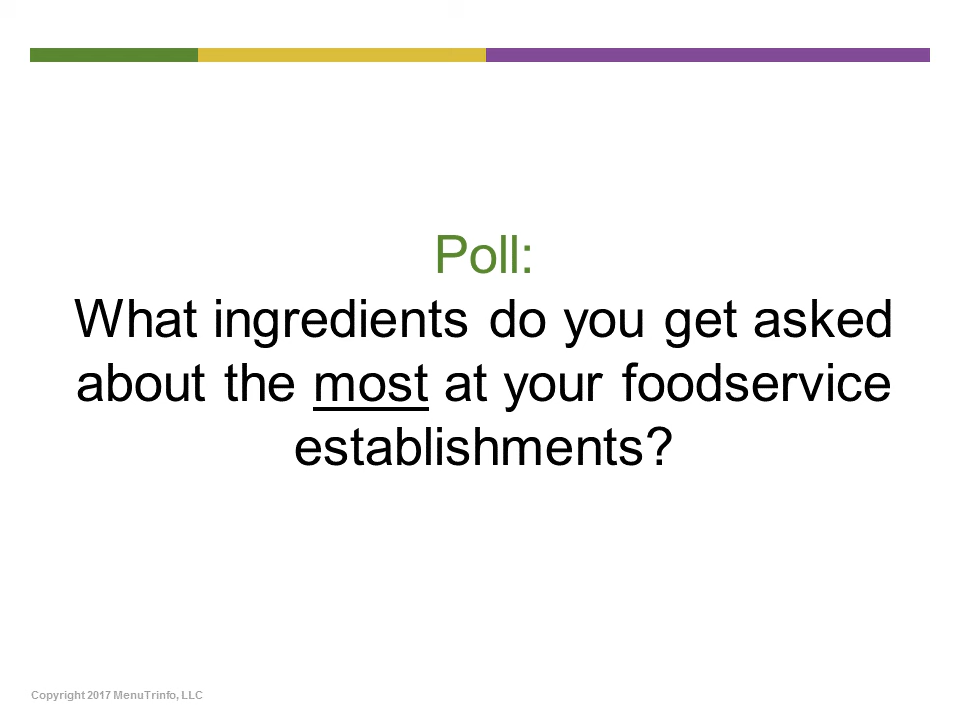 Poll:
What ingredients do you get asked
about the most at your foodservice
establishments?
Copyright 2017 MenuTrinfo, LLC